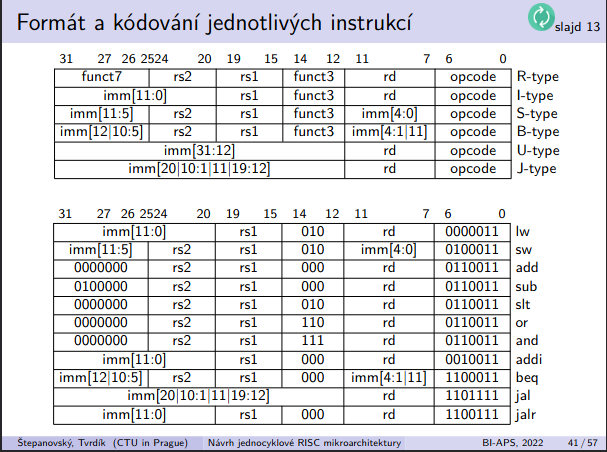 Formát a kódování jednotlivých instrukcí
slajd 13
31 27 26 2524 20 19 15 14 12 11 7 6 0
funct7 rs2 rs1 funct3 rd opcode R-type
imm[11:0] rs1 funct3 rd opcode I-type
imm[11:5] rs2 rs1 funct3 imm[4:0] opcode S-type
imm[12|10:5] rs2 rs1 funct3 imm[4:1|11] opcode B-type
imm[31:12] rd opcode U-type
imm[20|10:1|11|19:12] rd opcode J-type
31 27 26 2524 20 19 15 14 12 11 7 6 0
imm[11:0] rs1 010 rd 0000011 lw
imm[11:5] rs2 rs1 010 imm[4:0] 0100011 sw
0000000 rs2 rs1 000 rd 0110011 add
0100000 rs2 rs1 000 rd 0110011 sub
0000000 rs2 rs1 010 rd 0110011 slt
0000000 rs2 rs1 110 rd 0110011 or
0000000 rs2 rs1 111 rd 0110011 and
imm[11:0] rs1 000 rd 0010011 addi
imm[12|10:5] rs2 rs1 000 imm[4:1|11] 1100011 beq
imm[20|10:1|11|19:12] rd 1101111 jal
imm[11:0] rs1 000 rd 1100111 jalr
Štepanovský, Tvrdík (CTU in Prague) Návrh jednocyklové RISC mikroarchitektury BI-APS, 2022 41 / 57